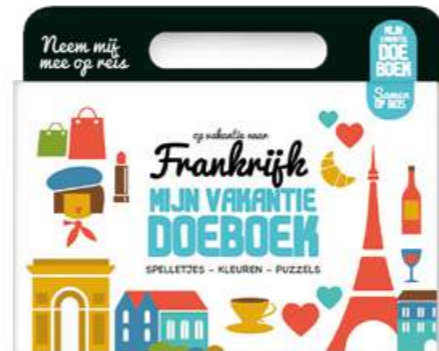 Neem mij
mee op reis
MIJN
VAKANTIE
DOE
BOEK
Samen
OP REIS
op vakantie naar
Frankrijk
MIJN VAKANTIE
DOEBOEK
SPELLETJES - KLEUREN - PUZZELS